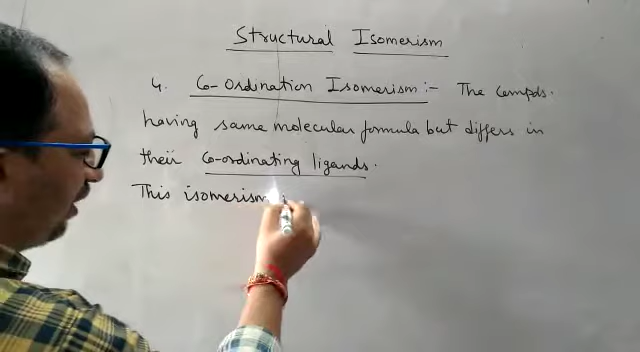 Structural Isomerism
4. Co-Ordination Isomerism :- The Compds.
having same molecular formula but differs in
their Co-ordinating ligands.
This isomerism